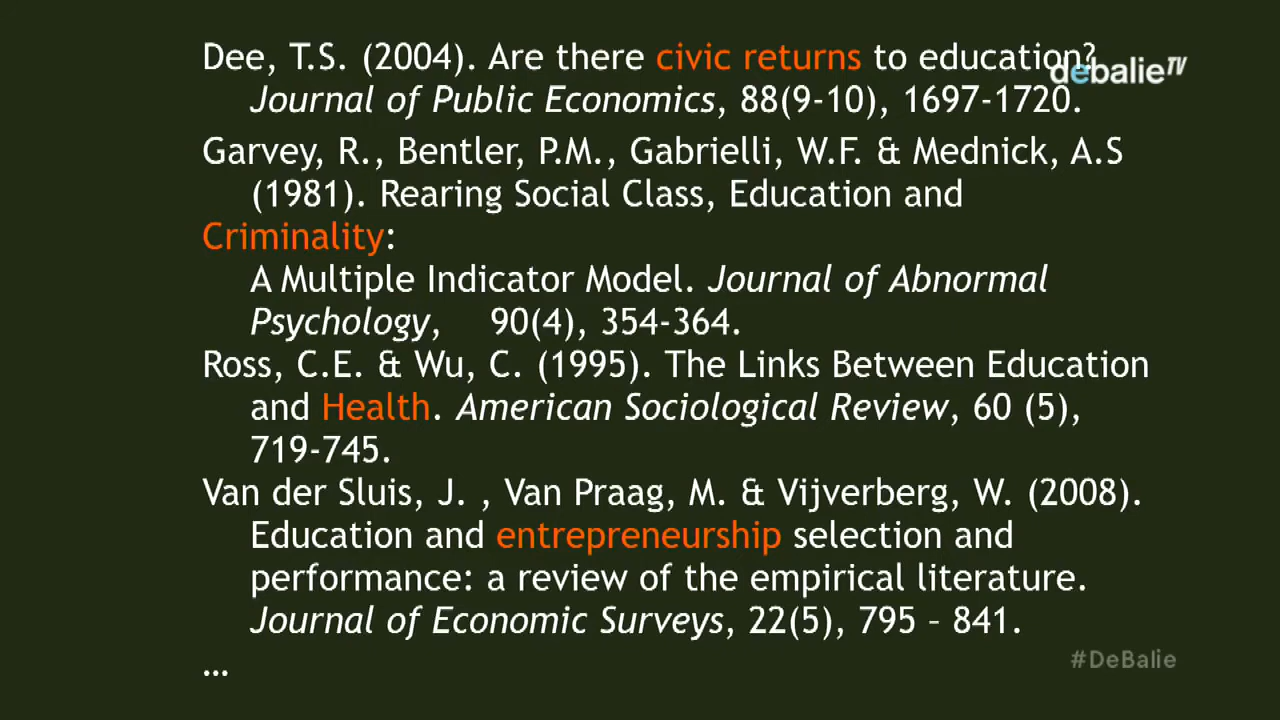 Dee, T.S. (2004). Are there civic returns to education?
debalie TV
Journal of Public Economics, 88(9-10), 1697-1720.
Garvey, R., Bentler, P.M., Gabrielli, W.F. & Mednick, A.S
(1981). Rearing Social Class, Education and
Criminality:
A Multiple Indicator Model. Journal of Abnormal
Psychology, 90(4), 354-364.
Ross, C.E. & Wu, C. (1995). The Links Between Education
and Health. American Sociological Review, 60 (5),
719-745.
Van der Sluis, J. , Van Praag, M. & Vijverberg, W. (2008).
Education and entrepreneurship selection and
performance: a review of the empirical literature.
Journal of Economic Surveys, 22(5), 795 – 841.
…
#DeBalie